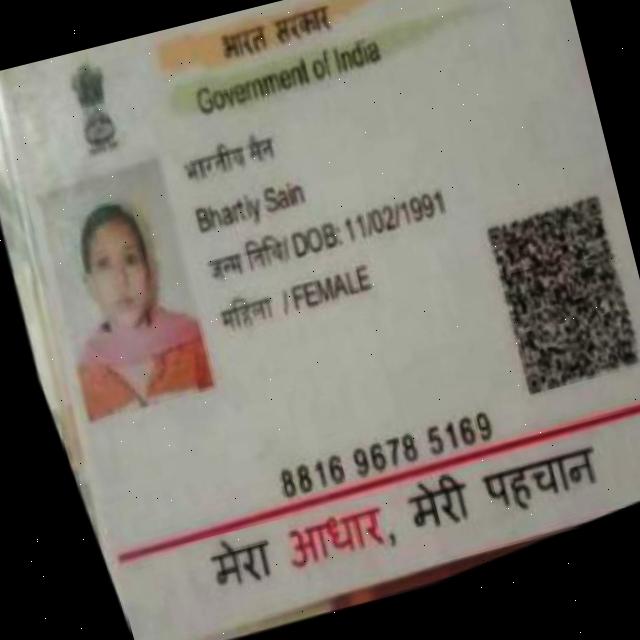 भारत सरकार
Government of India
भारतीय सैन
Bhartly Sain
जन्म तिथि/ DOB: 11/02/1991
महिला / FEMALE
8816 9678 5169
मेरा आधार, मेरी पहचान